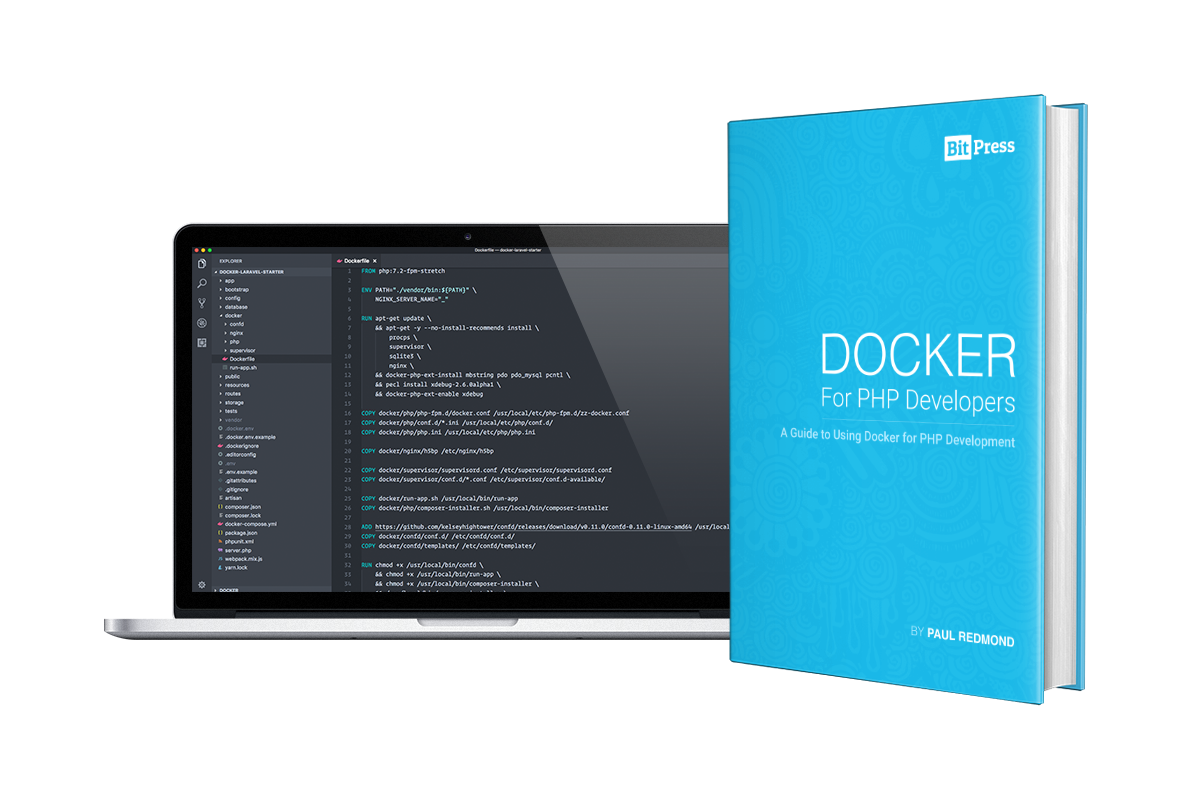 Dockerfile — docker-laravel-starter
EXPLORER
DOCKER-LARAVEL-STARTER
app
bootstrap
config
database
docker
confd
nginx
php
supervisor
Dockerfile
run-app.sh
public
resources
routes
storage
tests
vendor
.docker.env
.docker.env.example
.dockerignore
.editorconfig
.env
.env.example
.gitattributes
.gitignore
artisan
composer.json
composer.lock
docker-compose.yml
package.json
phpunit.xml
server.php
webpack.mix.js
yarn.lock
DOCKER
Dockerfile ×
1 FROM php:7.2-fpm-stretch
2
3 ENV PATH="./vendor/bin:${PATH}" \
4 NGINX_SERVER_NAME="_"
5
6 RUN apt-get update \
7 && apt-get -y --no-install-recommends install \
8 procps \
9 supervisor \
10 sqlite3 \
11 nginx \
12 && docker-php-ext-install mbstring pdo pdo_mysql pcntl \
13 && pecl install xdebug-2.6.0alpha1 \
14 && docker-php-ext-enable xdebug
15
16 COPY docker/php/php-fpm.d/docker.conf /usr/local/etc/php-fpm.d/zz-docker.conf
17 COPY docker/php/conf.d/*.ini /usr/local/etc/php/conf.d/
18 COPY docker/php/php.ini /usr/local/etc/php/php.ini
19
20 COPY docker/nginx/h5bp /etc/nginx/h5bp
21
22 COPY docker/supervisor/supervisord.conf /etc/supervisor/supervisord.conf
23 COPY docker/supervisor/conf.d/*.conf /etc/supervisor/conf.d-available/
24
25 COPY docker/run-app.sh /usr/local/bin/run-app
26 COPY docker/php/composer-installer.sh /usr/local/bin/composer-installer
27
28 ADD https://github.com/kelseyhightower/confd/releases/download/v0.11.0/confd-0.11.0-linux-amd64 /usr/local
29 COPY docker/confd/conf.d/ /etc/confd/conf.d/
30 COPY docker/confd/templates/ /etc/confd/templates/
31
32 RUN chmod +x /usr/local/bin/confd \
33 && chmod +x /usr/local/bin/run-app \
34 && chmod +x /usr/local/bin/composer-installer \
Bit Press
DOCKER
For PHP Developers
A Guide to Using Docker for PHP Development
BY PAUL REDMOND